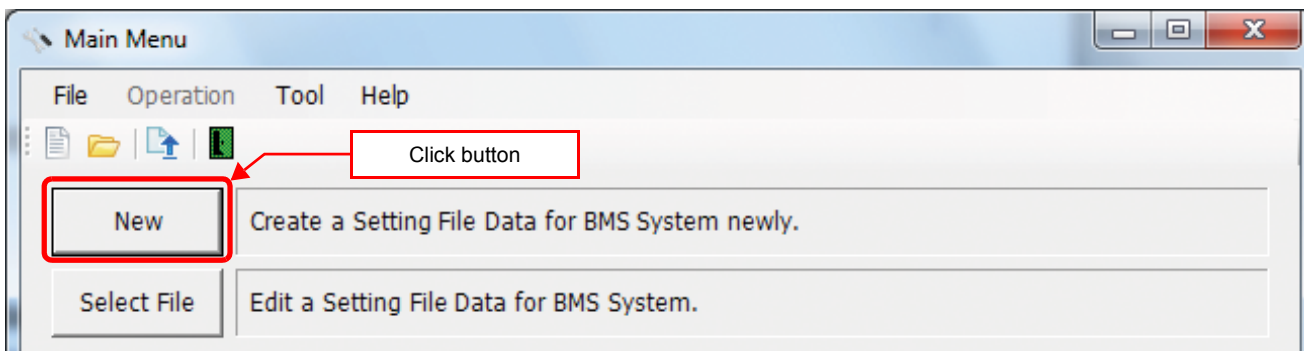 Main Menu
File Operation Tool Help
Click button
New Create a Setting File Data for BMS System newly.
Select File Edit a Setting File Data for BMS System.